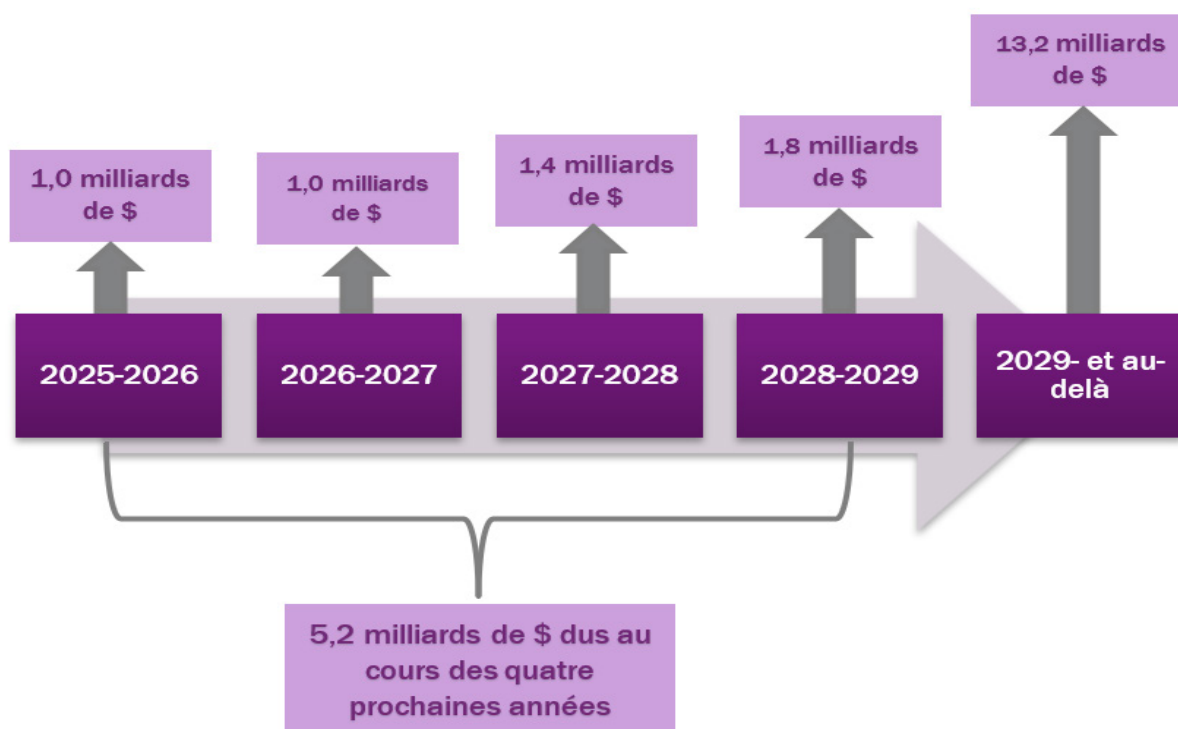 13,2 milliards
de $
1,8 milliards
de $
1,4 milliards
de $
1,0 milliards
de $
1,0 milliards
de $
2025-2026
2026-2027
2027-2028
2028-2029
2029- et au-
delà
5,2 milliards de $ dus au
cours des quatre
prochaines années